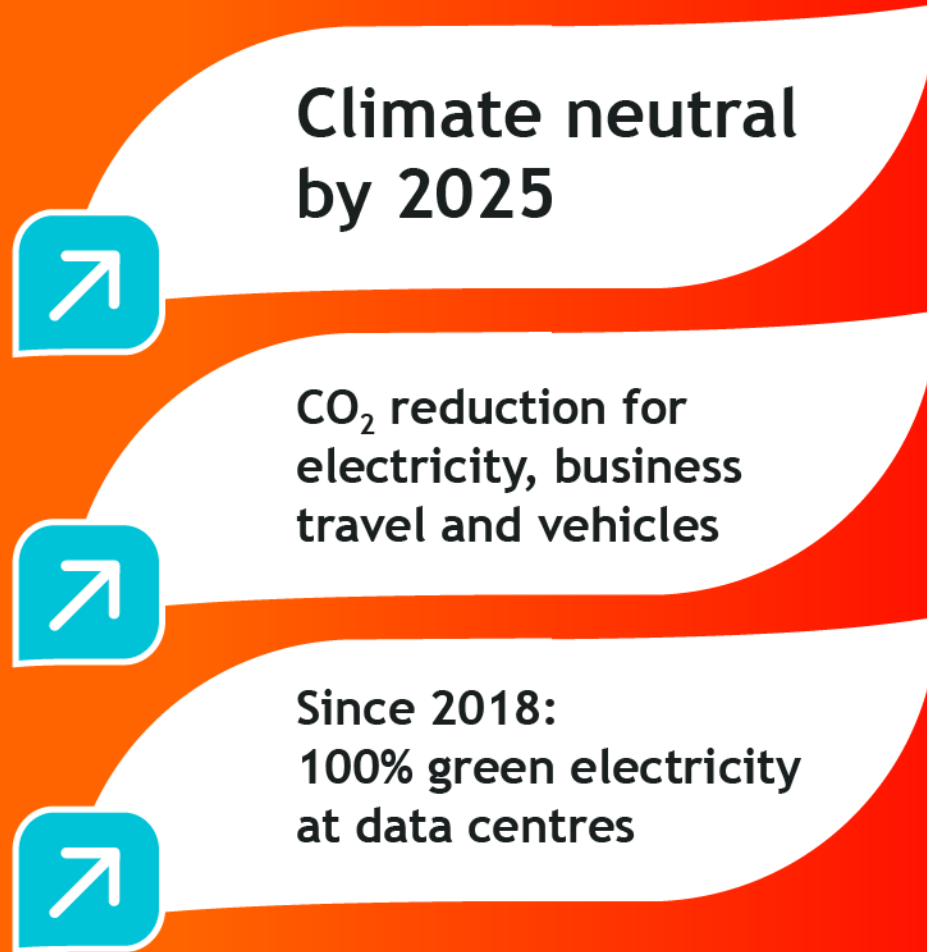 Climate neutral
by 2025
CO₂ reduction for
electricity, business
travel and vehicles
Since 2018:
100% green electricity
at data centres